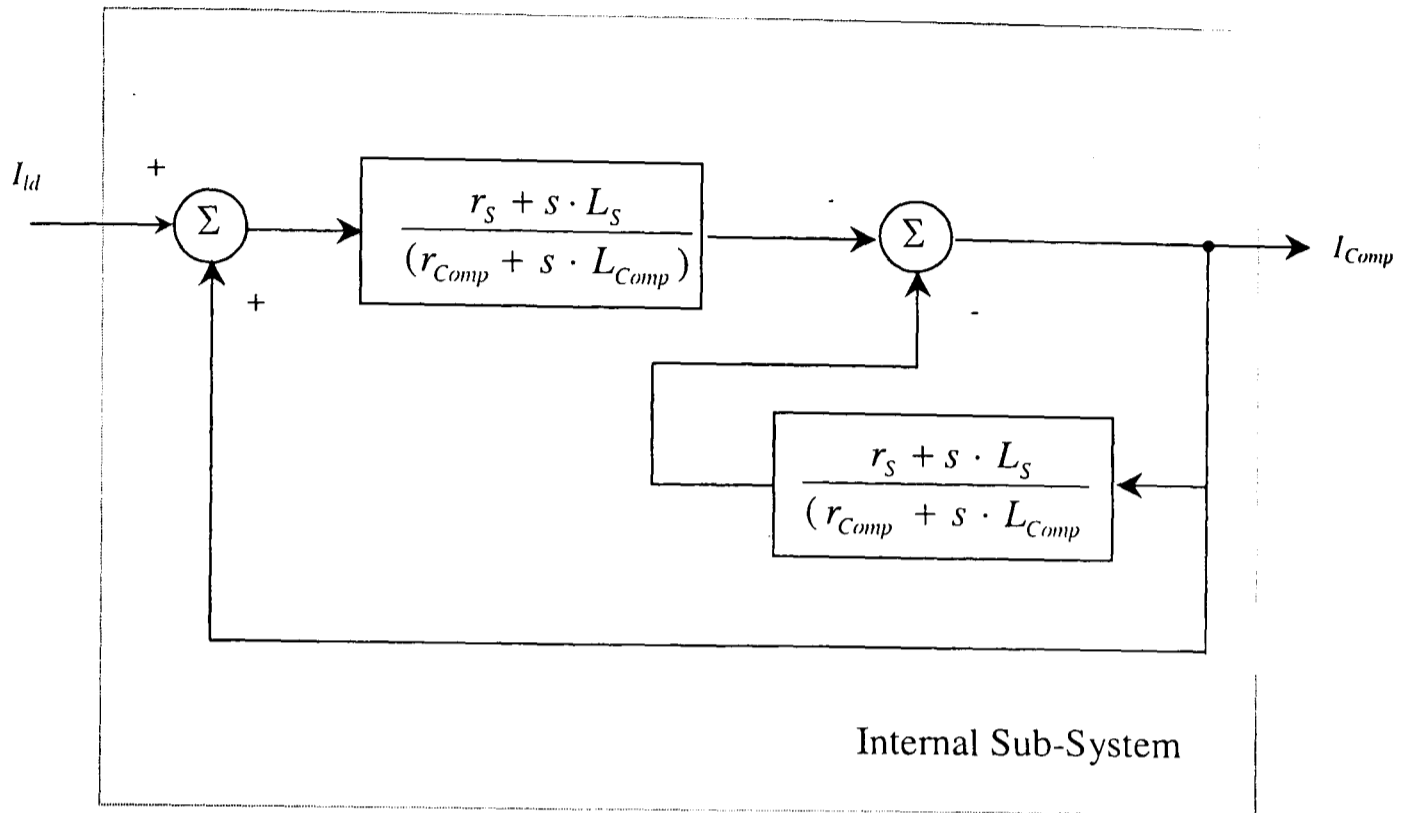 I_ld
+
Σ
+
r_S + s · L_S
(r_Comp + s · L_Comp)
-
Σ
-
I_Comp
r_S + s · L_S
(r_Comp + s · L_Comp
Internal Sub-System